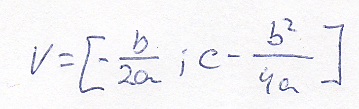 V = [-b/2a ; c - b²/4a]